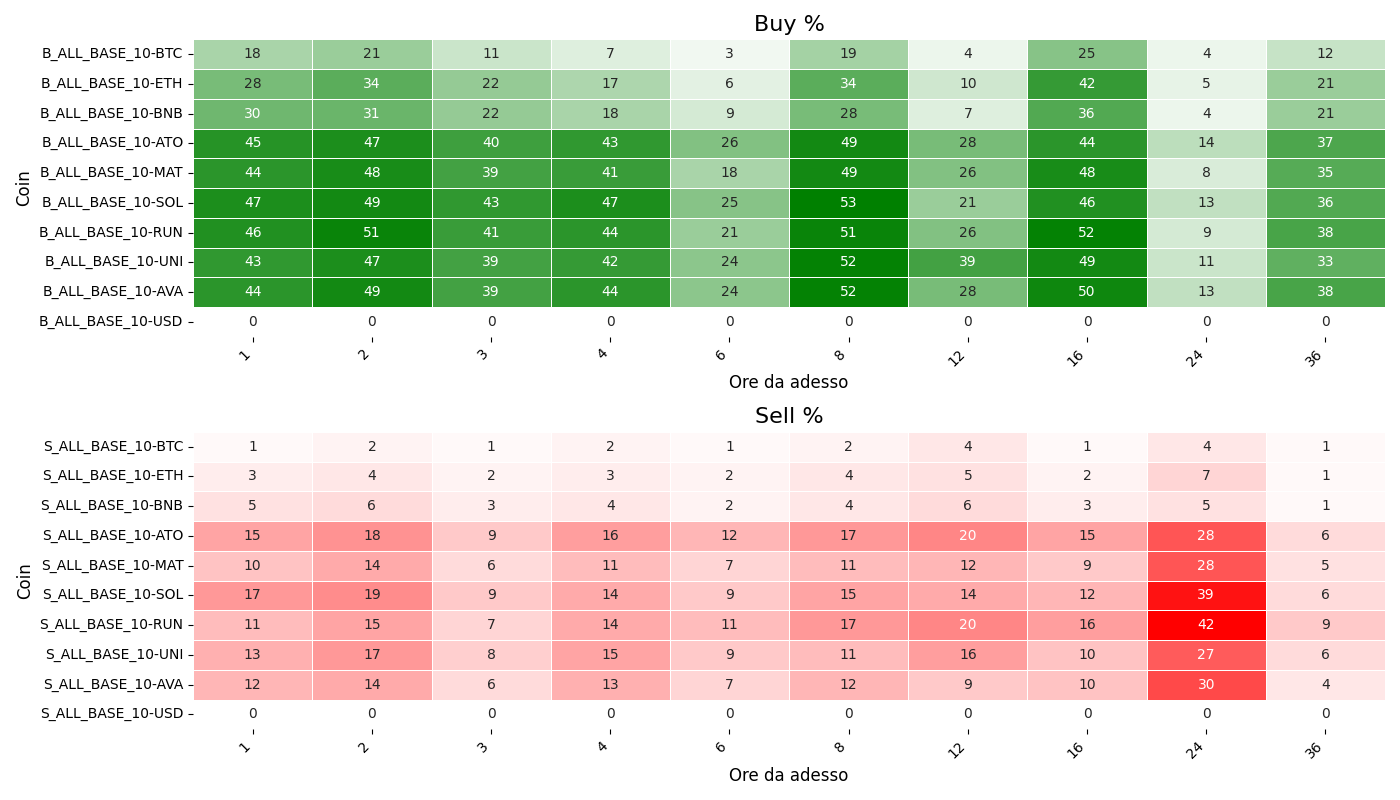 Buy %
Coin
B_ALL_BASE_10-BTC 18 21 11 7 3 19 4 25 4 12
B_ALL_BASE_10-ETH 28 34 22 17 6 34 10 42 5 21
B_ALL_BASE_10-BNB 30 31 22 18 9 28 7 36 4 21
B_ALL_BASE_10-ATO 45 47 40 43 26 49 28 44 14 37
B_ALL_BASE_10-MAT 44 48 39 41 18 49 26 48 8 35
B_ALL_BASE_10-SOL 47 49 43 47 25 53 21 46 13 36
B_ALL_BASE_10-RUN 46 51 41 44 21 51 26 52 9 38
B_ALL_BASE_10-UNI 43 47 39 42 24 52 39 49 11 33
B_ALL_BASE_10-AVA 44 49 39 44 24 52 28 50 13 38
B_ALL_BASE_10-USD 0 0 0 0 0 0 0 0 0 0
1 2 3 4 6 8 12 16 24 36
Ore da adesso
Sell %
Coin
S_ALL_BASE_10-BTC 1 2 1 2 1 2 4 1 4 1
S_ALL_BASE_10-ETH 3 4 2 3 2 4 5 2 7 1
S_ALL_BASE_10-BNB 5 6 3 4 2 4 6 3 5 1
S_ALL_BASE_10-ATO 15 18 9 16 12 17 20 15 28 6
S_ALL_BASE_10-MAT 10 14 6 11 7 11 12 9 28 5
S_ALL_BASE_10-SOL 17 19 9 14 9 15 14 12 39 6
S_ALL_BASE_10-RUN 11 15 7 14 11 17 20 16 42 9
S_ALL_BASE_10-UNI 13 17 8 15 9 11 16 10 27 6
S_ALL_BASE_10-AVA 12 14 6 13 7 12 9 10 30 4
S_ALL_BASE_10-USD 0 0 0 0 0 0 0 0 0 0
1 2 3 4 6 8 12 16 24 36
Ore da adesso